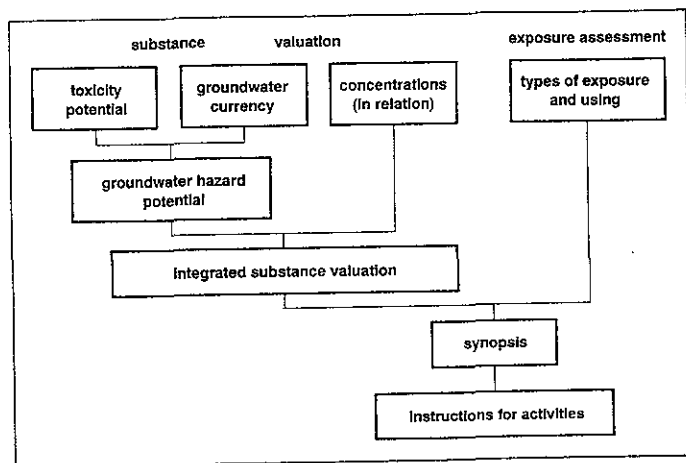 substance valuation exposure assessment
toxicity
potential
groundwater
currency
concentrations
(in relation)
types of exposure
and using
groundwater hazard
potential
integrated substance valuation
synopsis
instructions for activities